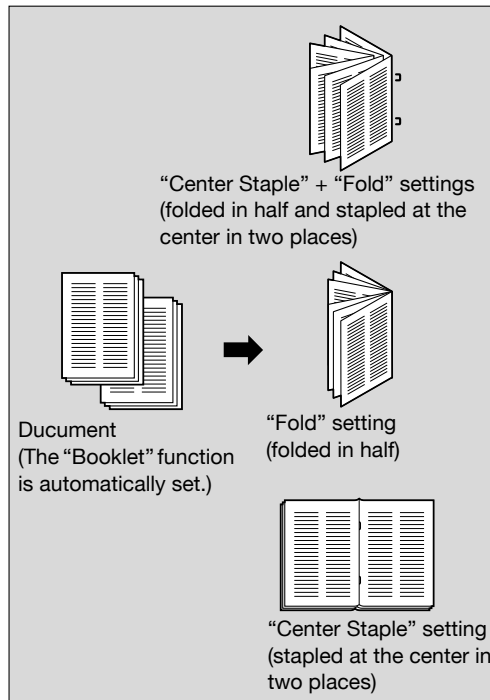 “Center Staple” + “Fold” settings
(folded in half and stapled at the
center in two places)
Ducument
(The “Booklet” function
is automatically set.)
“Fold” setting
(folded in half)
“Center Staple” setting
(stapled at the center in
two places)